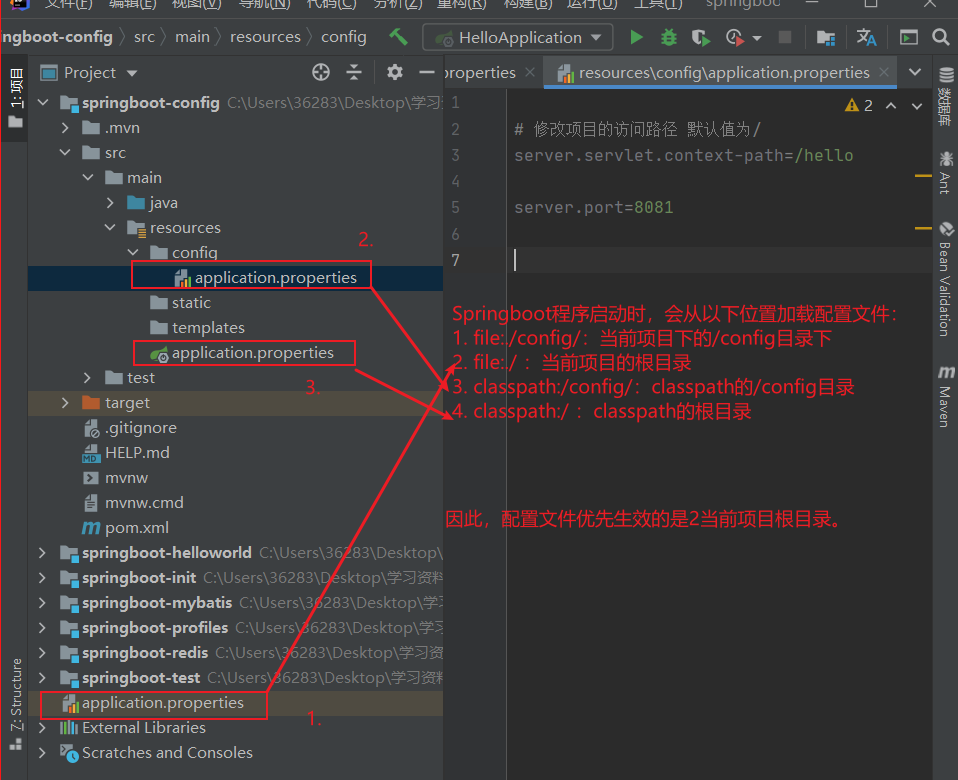 文件(F) 编辑(E) 视图(V) 导航(N) 代码(C) 分析(Z) 重构(R) 构建(B) 运行(U) 工具(T) springboo
ngboot-config src main resources config HelloApplication
1: 项目
Project
roperties resources\config\application.properties
springboot-config C:\Users\36283\Desktop\学习资
.mvn
src
main
java
resources
config
application.properties
static
templates
application.properties
test
target
.gitignore
HELP.md
mvnw
mvnw.cmd
pom.xml
springboot-helloworld C:\Users\36283\Desktop\
springboot-init C:\Users\36283\Desktop\学习资料
springboot-mybatis C:\Users\36283\Desktop\学习
springboot-profiles C:\Users\36283\Desktop\学习
springboot-redis C:\Users\36283\Desktop\学习资
springboot-test C:\Users\36283\Desktop\学习资料
application.properties
External Libraries
Scratches and Consoles
Z: Structure
2.
3.
1.
2
1
2 # 修改项目的访问路径 默认值为/
3 server.servlet.context-path=/hello
4
5 server.port=8081
6
7
Springboot程序启动时，会从以下位置加载配置文件：
1. file:./config/：当前项目下的/config目录下
2. file:./ ：当前项目的根目录
3. classpath:/config/：classpath的/config目录
4. classpath:/ ：classpath的根目录
因此，配置文件优先生效的是2当前项目根目录。
数据库
Ant
Bean Validation
m Maven